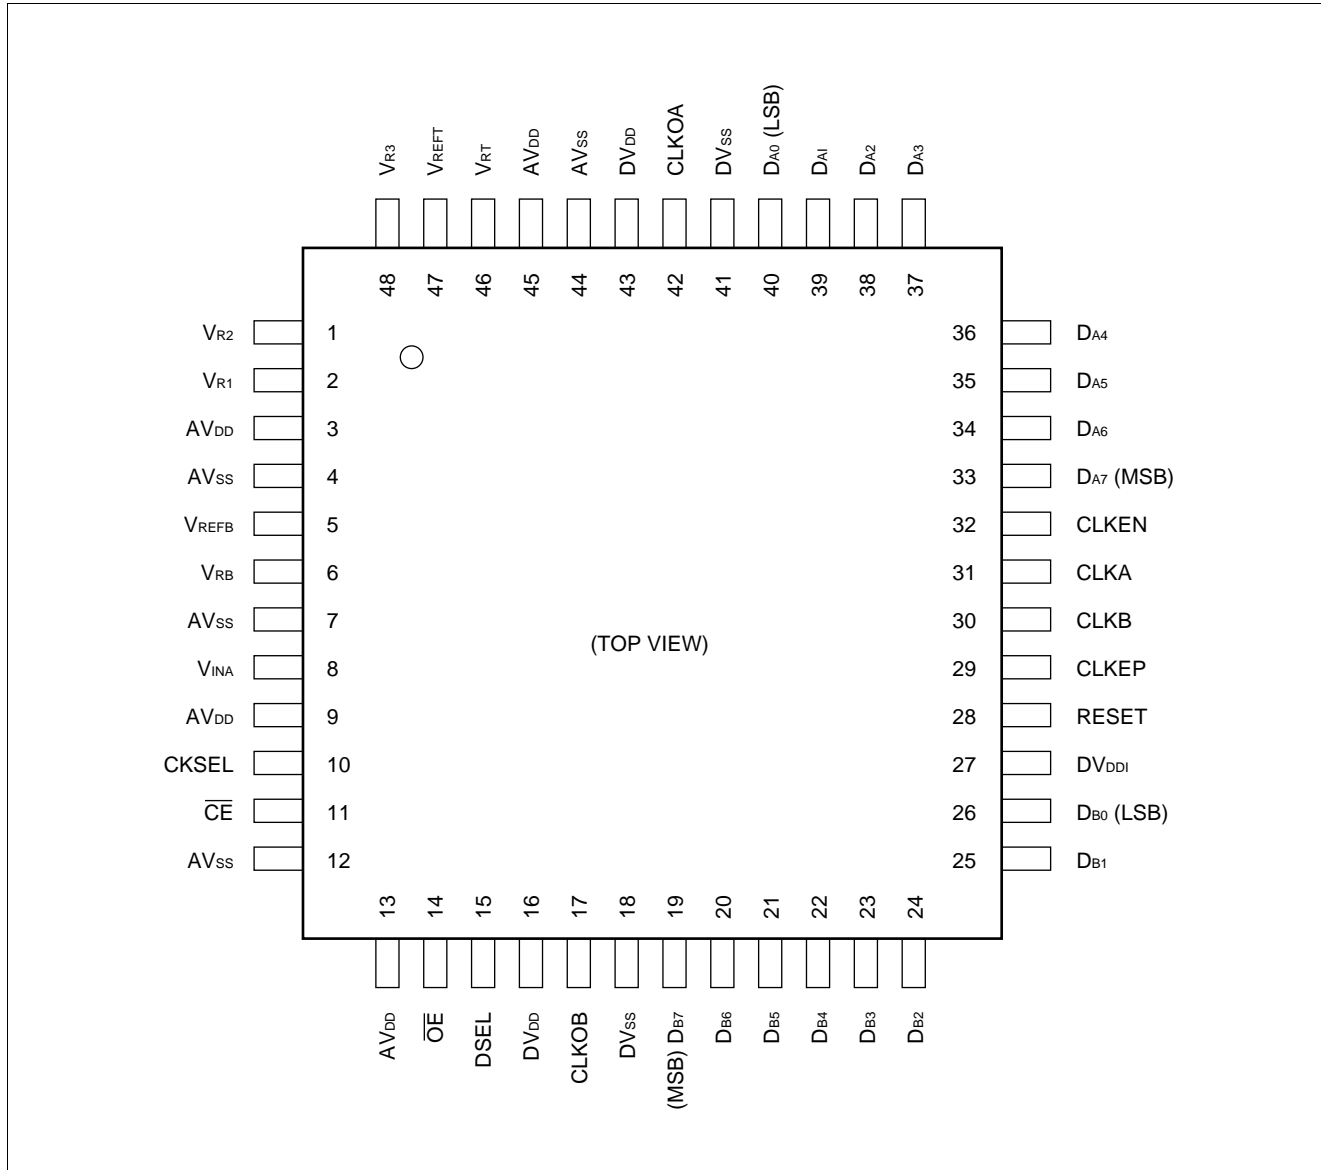 VR3 VREFT VRT AVDD AVSS DVDD CLKOA DVSS DA0 (LSB) DAI DA2 DA3
48 47 46 45 44 43 42 41 40 39 38 37
VR2 1 36 DA4
VR1 2 35 DA5
AVDD 3 34 DA6
AVSS 4 33 DA7 (MSB)
VREFB 5 32 CLKEN
VRB 6 31 CLKA
AVSS 7 30 CLKB
(TOP VIEW)
VINA 8 29 CLKEP
AVDD 9 28 RESET
CKSEL 10 27 DVDDI
CE 11 26 DB0 (LSB)
AVSS 12 25 DB1
13 14 15 16 17 18 19 20 21 22 23 24
AVDD OE DSEL DVDD CLKOB DVSS (MSB) DB7 DB6 DB5 DB4 DB3 DB2